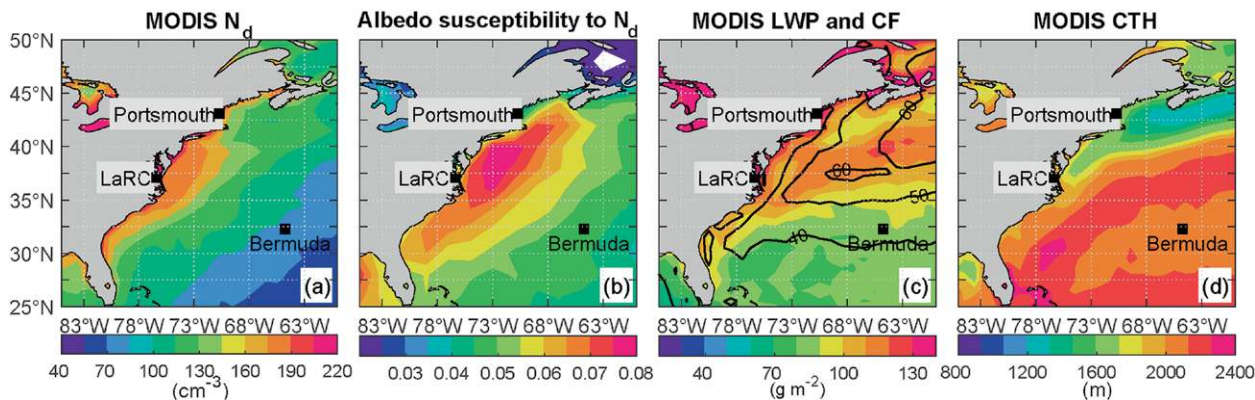 MODIS N
d
Albedo susceptibility to N
d
MODIS LWP and CF
MODIS CTH
50°N
45°N
40°N
35°N
30°N
25°N
Portsmouth
LaRC
Bermuda
(a)
Portsmouth
LaRC
Bermuda
(b)
Portsmouth
LaRC
Bermuda
60
60
50
40
(c)
Portsmouth
LaRC
Bermuda
(d)
83°W 78°W 73°W 68°W 63°W
83°W 78°W 73°W 68°W 63°W
83°W 78°W 73°W 68°W 63°W
83°W 78°W 73°W 68°W 63°W
40 70 100 130 160 190 220
(cm⁻³)
0.03 0.04 0.05 0.06 0.07 0.08
40 70 100 130
(g m⁻²)
800 1200 1600 2000 2400
(m)